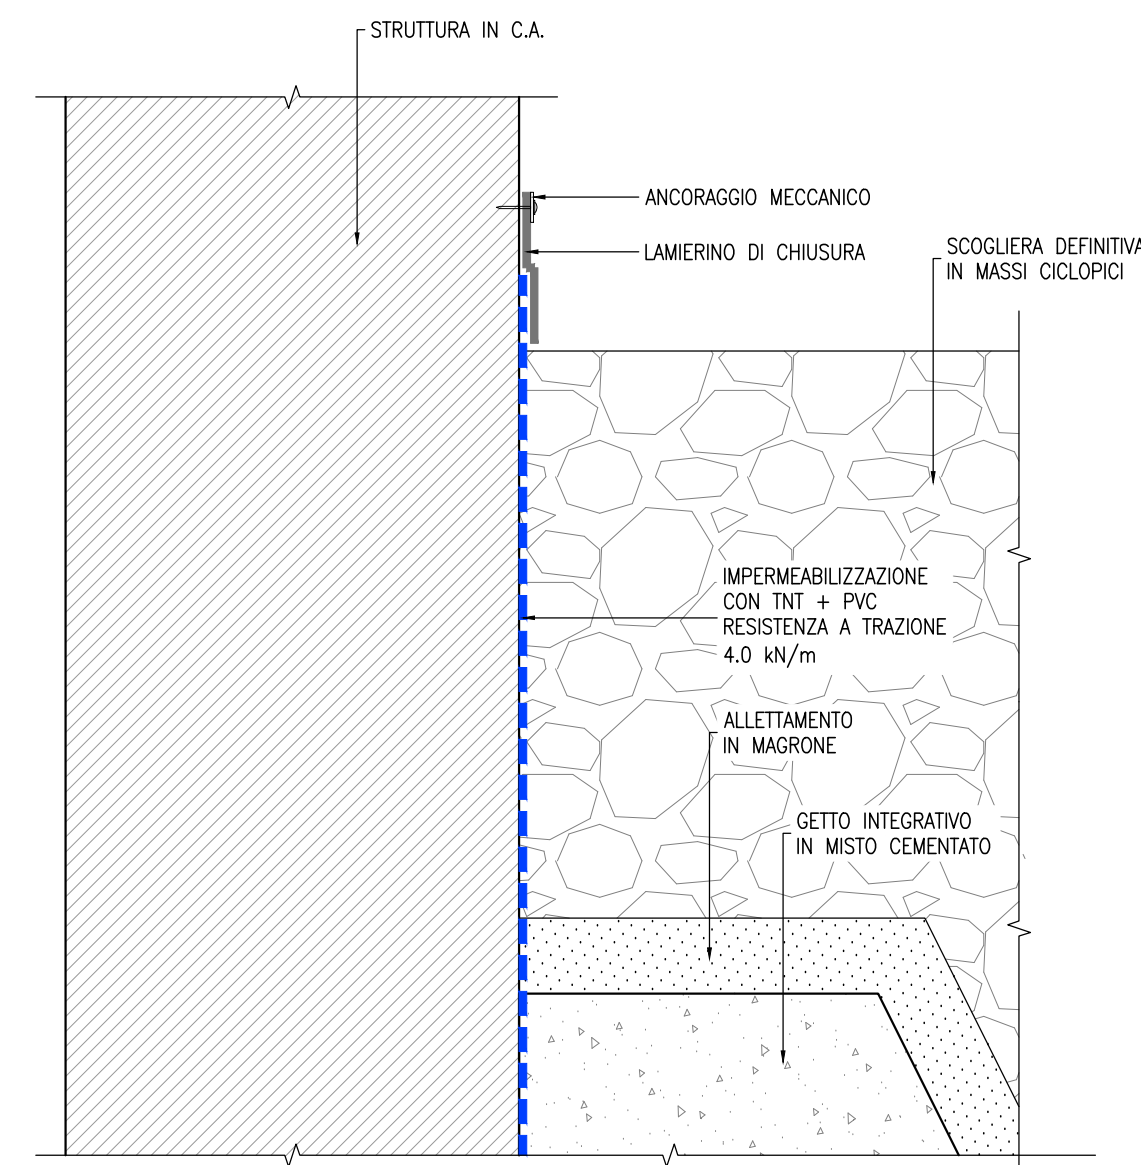 STRUTTURA IN C.A.
ANCORAGGIO MECCANICO
LAMIERINO DI CHIUSURA
SCOGLIERA DEFINITIVA
IN MASSI CICLOPICI
IMPERMEABILIZZAZIONE
CON TNT + PVC
RESISTENZA A TRAZIONE
4.0 kN/m
ALLETTAMENTO
IN MAGRONE
GETTO INTEGRATIVO
IN MISTO CEMENTATO